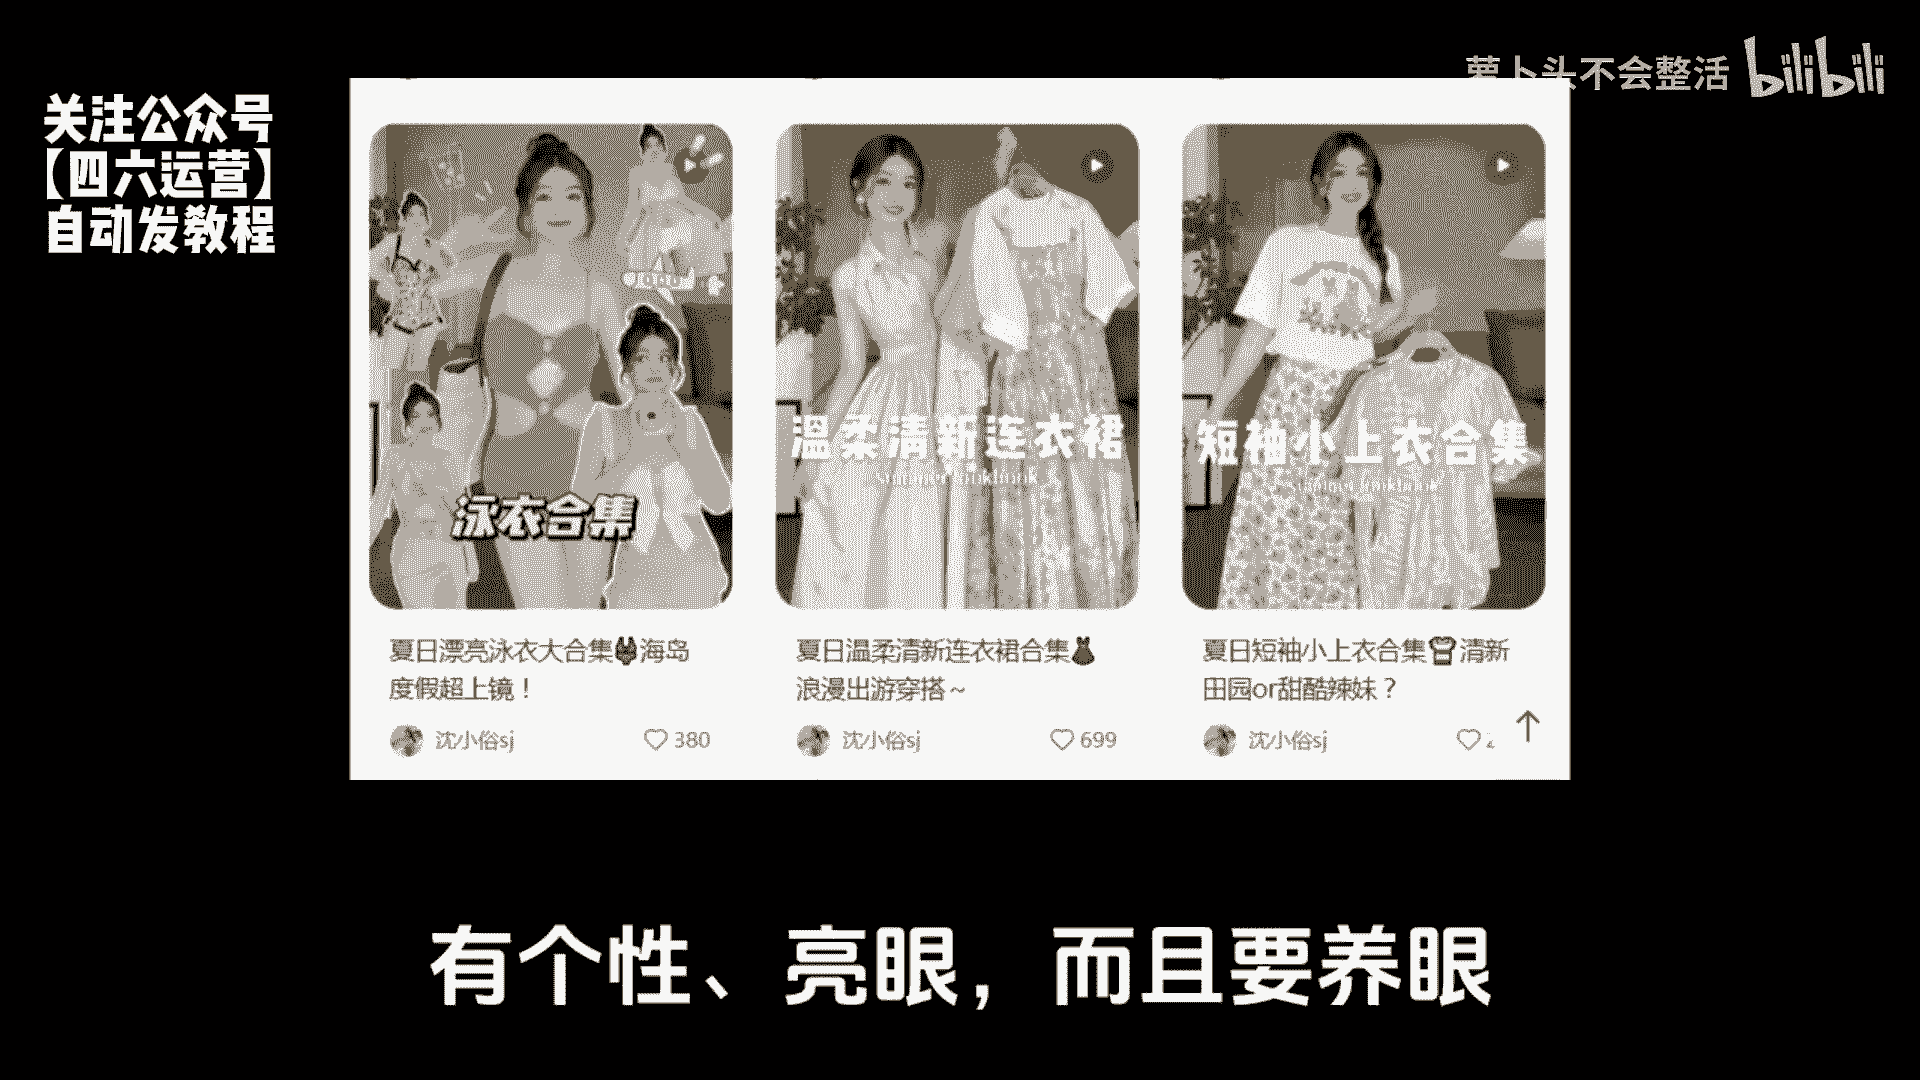 萝卜头不会整活 bilibili
关注公众号
【四六运营】
自动发教程
泳衣合集
温柔清新连衣裙
summer lookbook
短袖小上衣合集
summer lookbook
夏日漂亮泳衣大合集👙海岛
度假超上镜！
沈小俗sj
380
夏日温柔清新连衣裙合集👗
浪漫出游穿搭～
沈小俗sj
699
夏日短袖小上衣合集👚清新
田园or甜酷辣妹？
沈小俗sj
有个性、亮眼，而且要养眼